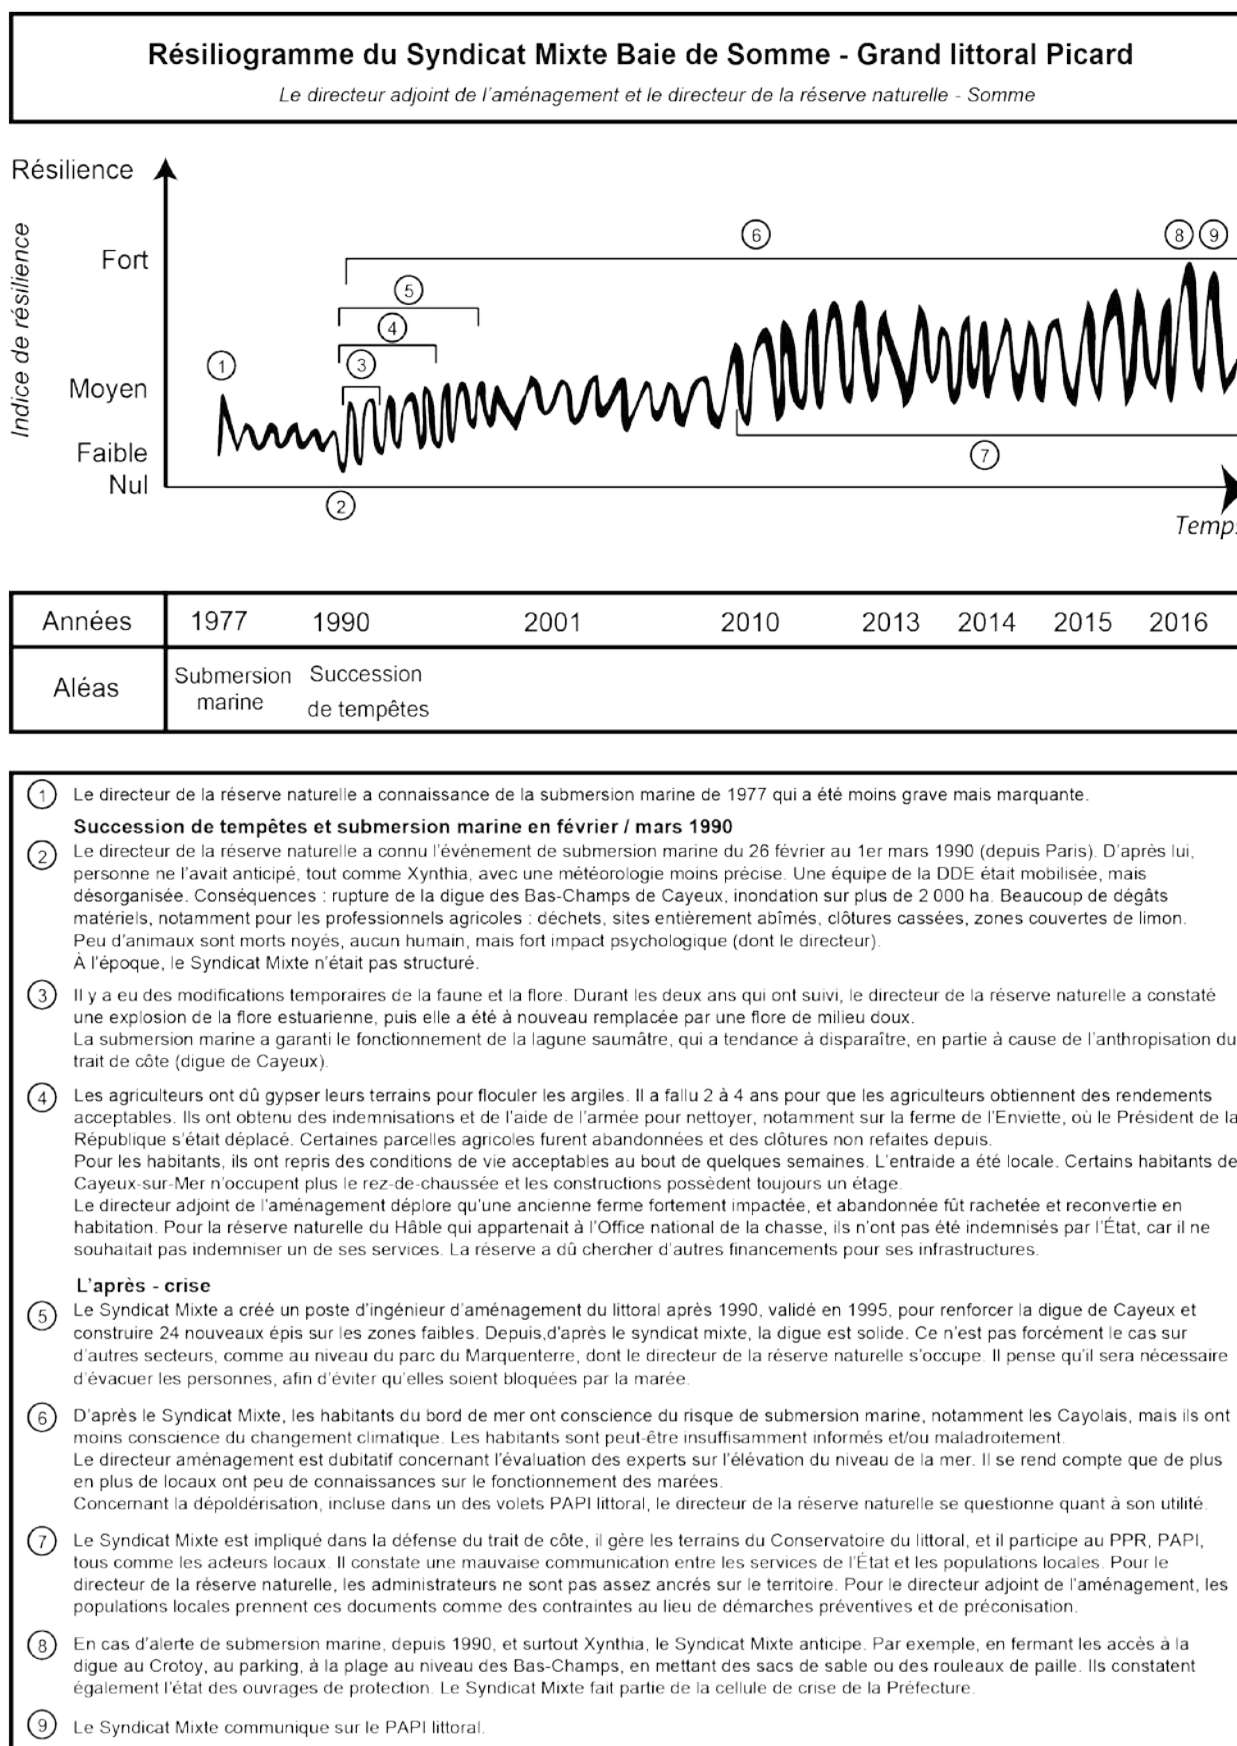 Résiliogramme du Syndicat Mixte Baie de Somme - Grand littoral Picard
Le directeur adjoint de l'aménagement et le directeur de la réserve naturelle - Somme
Résilience
Indice de résilience
Fort
Moyen
Faible
Nul
1
2
3
4
5
6
7
8
9
Temps
Années 1977 1990 2001 2010 2013 2014 2015 2016
Aléas
Submersion
marine
Succession
de tempêtes
1 Le directeur de la réserve naturelle a connaissance de la submersion marine de 1977 qui a été moins grave mais marquante.
Succession de tempêtes et submersion marine en février / mars 1990
2 Le directeur de la réserve naturelle a connu l'événement de submersion marine du 26 février au 1er mars 1990 (depuis Paris). D'après lui,
personne ne l'avait anticipé, tout comme Xynthia, avec une météorologie moins précise. Une équipe de la DDE était mobilisée, mais
désorganisée. Conséquences : rupture de la digue des Bas-Champs de Cayeux, inondation sur plus de 2 000 ha. Beaucoup de dégâts
matériels, notamment pour les professionnels agricoles : déchets, sites entièrement abîmés, clôtures cassées, zones couvertes de limon.
Peu d'animaux sont morts noyés, aucun humain, mais fort impact psychologique (dont le directeur).
À l'époque, le Syndicat Mixte n'était pas structuré.
3 Il y a eu des modifications temporaires de la faune et la flore. Durant les deux ans qui ont suivi, le directeur de la réserve naturelle a constaté
une explosion de la flore estuarienne, puis elle a été à nouveau remplacée par une flore de milieu doux.
La submersion marine a garanti le fonctionnement de la lagune saumâtre, qui a tendance à disparaître, en partie à cause de l'anthropisation du
trait de côte (digue de Cayeux).
4 Les agriculteurs ont dû gypser leurs terrains pour floculer les argiles. Il a fallu 2 à 4 ans pour que les agriculteurs obtiennent des rendements
acceptables. Ils ont obtenu des indemnisations et de l'aide de l'armée pour nettoyer, notamment sur la ferme de l'Enviette, où le Président de la
République s'était déplacé. Certaines parcelles agricoles furent abandonnées et des clôtures non refaites depuis.
Pour les habitants, ils ont repris des conditions de vie acceptables au bout de quelques semaines. L'entraide a été locale. Certains habitants de
Cayeux-sur-Mer n'occupent plus le rez-de-chaussée et les constructions possèdent toujours un étage.
Le directeur adjoint de l'aménagement déplore qu'une ancienne ferme fortement impactée, et abandonnée fût rachetée et reconvertie en
habitation. Pour la réserve naturelle du Hâble qui appartenait à l'Office national de la chasse, ils n'ont pas été indemnisés par l'État, car il ne
souhaitait pas indemniser un de ses services. La réserve a dû chercher d'autres financements pour ses infrastructures.
L'après - crise
5 Le Syndicat Mixte a créé un poste d'ingénieur d'aménagement du littoral après 1990, validé en 1995, pour renforcer la digue de Cayeux et
construire 24 nouveaux épis sur les zones faibles. Depuis,d'après le syndicat mixte, la digue est solide. Ce n'est pas forcément le cas sur
d'autres secteurs, comme au niveau du parc du Marquenterre, dont le directeur de la réserve naturelle s'occupe. Il pense qu'il sera nécessaire
d'évacuer les personnes, afin d'éviter qu'elles soient bloquées par la marée.
6 D'après le Syndicat Mixte, les habitants du bord de mer ont conscience du risque de submersion marine, notamment les Cayolais, mais ils ont
moins conscience du changement climatique. Les habitants sont peut-être insuffisamment informés et/ou maladroitement.
Le directeur aménagement est dubitatif concernant l'évaluation des experts sur l'élévation du niveau de la mer. Il se rend compte que de plus
en plus de locaux ont peu de connaissances sur le fonctionnement des marées.
Concernant la dépoldérisation, incluse dans un des volets PAPI littoral, le directeur de la réserve naturelle se questionne quant à son utilité.
7 Le Syndicat Mixte est impliqué dans la défense du trait de côte, il gère les terrains du Conservatoire du littoral, et il participe au PPR, PAPI,
tous comme les acteurs locaux. Il constate une mauvaise communication entre les services de l'État et les populations locales. Pour le
directeur de la réserve naturelle, les administrateurs ne sont pas assez ancrés sur le territoire. Pour le directeur adjoint de l'aménagement, les
populations locales prennent ces documents comme des contraintes au lieu de démarches préventives et de préconisation.
8 En cas d'alerte de submersion marine, depuis 1990, et surtout Xynthia, le Syndicat Mixte anticipe. Par exemple, en fermant les accès à la
digue au Crotoy, au parking, à la plage au niveau des Bas-Champs, en mettant des sacs de sable ou des rouleaux de paille. Ils constatent
également l'état des ouvrages de protection. Le Syndicat Mixte fait partie de la cellule de crise de la Préfecture.
9 Le Syndicat Mixte communique sur le PAPI littoral.